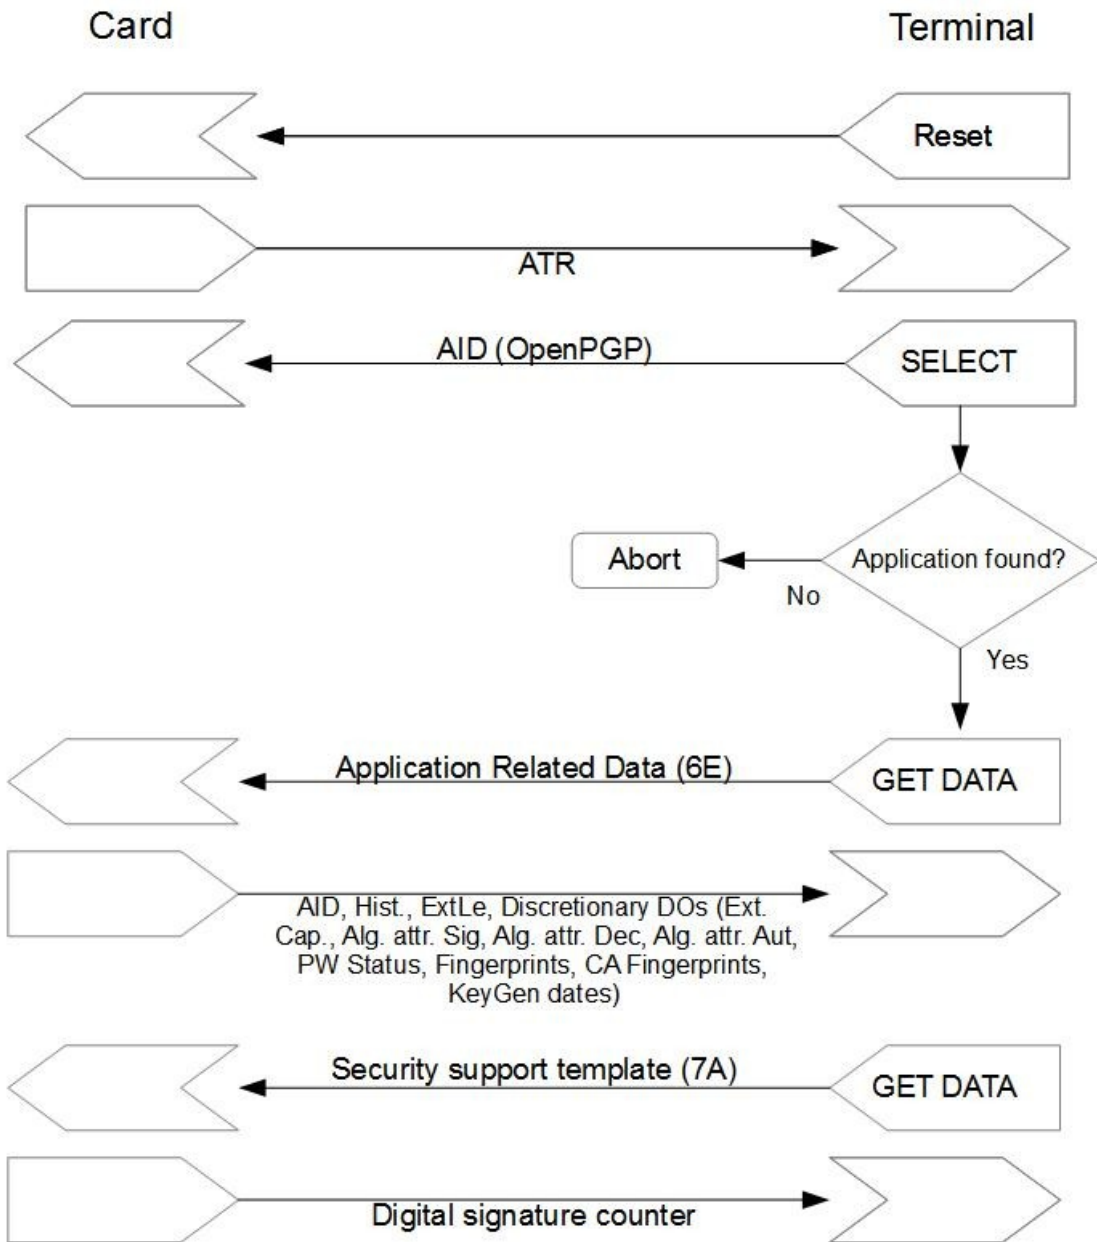 Card
Terminal
Reset
ATR
AID (OpenPGP)
SELECT
Application found?
Abort
No
Yes
Application Related Data (6E)
GET DATA
AID, Hist., ExtLe, Discretionary DOs (Ext.
Cap., Alg. attr. Sig, Alg. attr. Dec, Alg. attr. Aut,
PW Status, Fingerprints, CA Fingerprints,
KeyGen dates)
Security support template (7A)
GET DATA
Digital signature counter